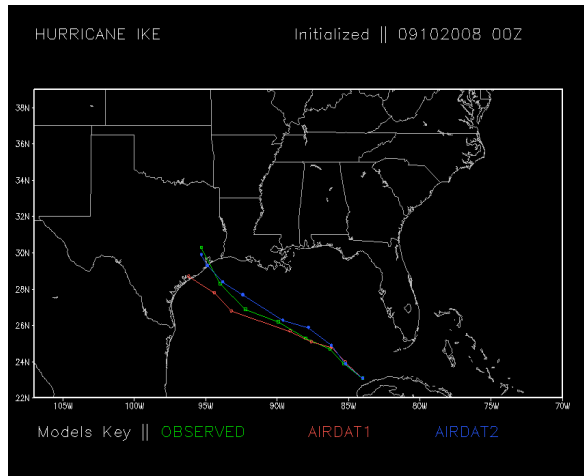 HURRICANE IKE Initialized || 09102008 00Z
38N
36N
34N
32N
30N
28N
26N
24N
22N
105W 100W 95W 90W 85W 80W 75W 70W
Models Key || OBSERVED AIRDAT1 AIRDAT2